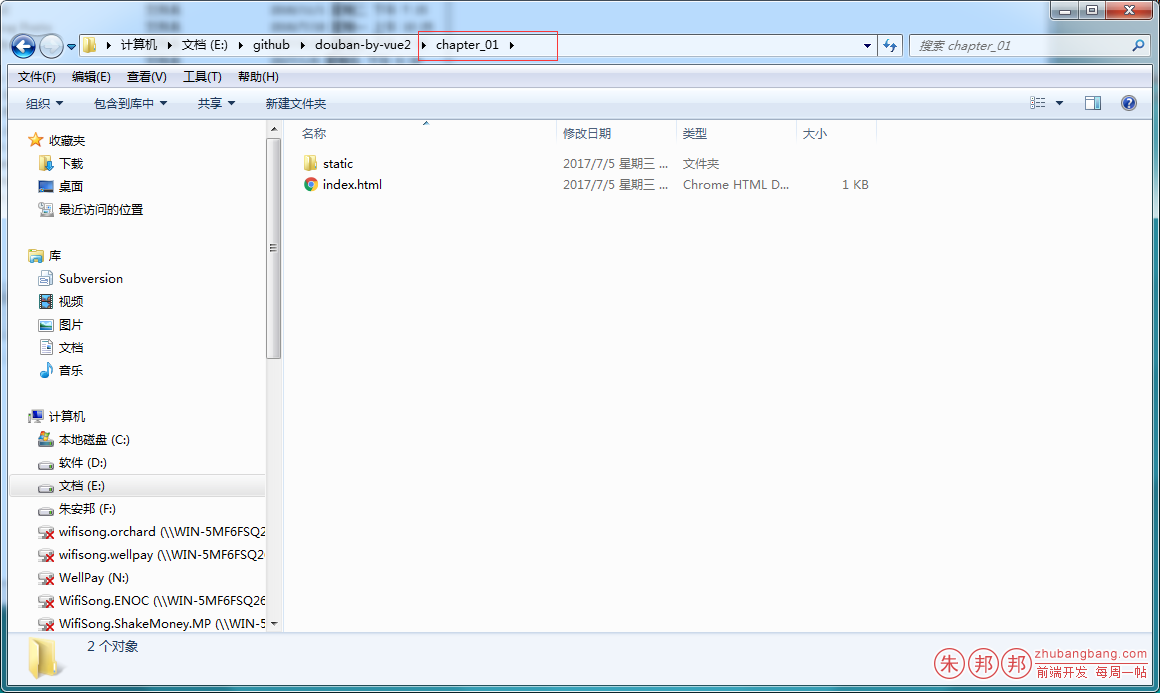 计算机 文档 (E:) github douban-by-vue2 chapter_01
搜索 chapter_01
文件(F) 编辑(E) 查看(V) 工具(T) 帮助(H)
组织 包含到库中 共享 新建文件夹
名称 修改日期 类型 大小
static 2017/7/5 星期三 ... 文件夹
index.html 2017/7/5 星期三 ... Chrome HTML D... 1 KB
收藏夹
下载
桌面
最近访问的位置
库
Subversion
视频
图片
文档
音乐
计算机
本地磁盘 (C:)
软件 (D:)
文档 (E:)
朱安邦 (F:)
wifisong.orchard (\\WIN-5MF6FSQ2
wifisong.wellpay (\\WIN-5MF6FSQ2
WellPay (N:)
WifiSong.ENOC (\\WIN-5MF6FSQ26
WifiSong.ShakeMoney.MP (\\WIN-5
2 个对象
朱邦邦
zhubangbang.com
前端开发 每周一帖